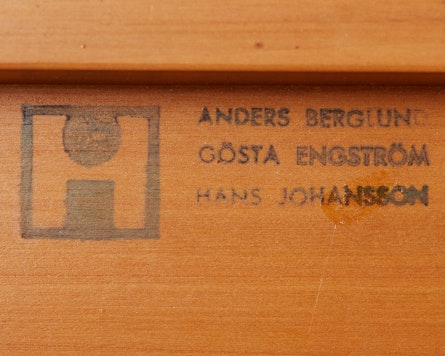 ANDERS BERGLUND
GÖSTA ENGSTRÖM
HANS JOHANSSON